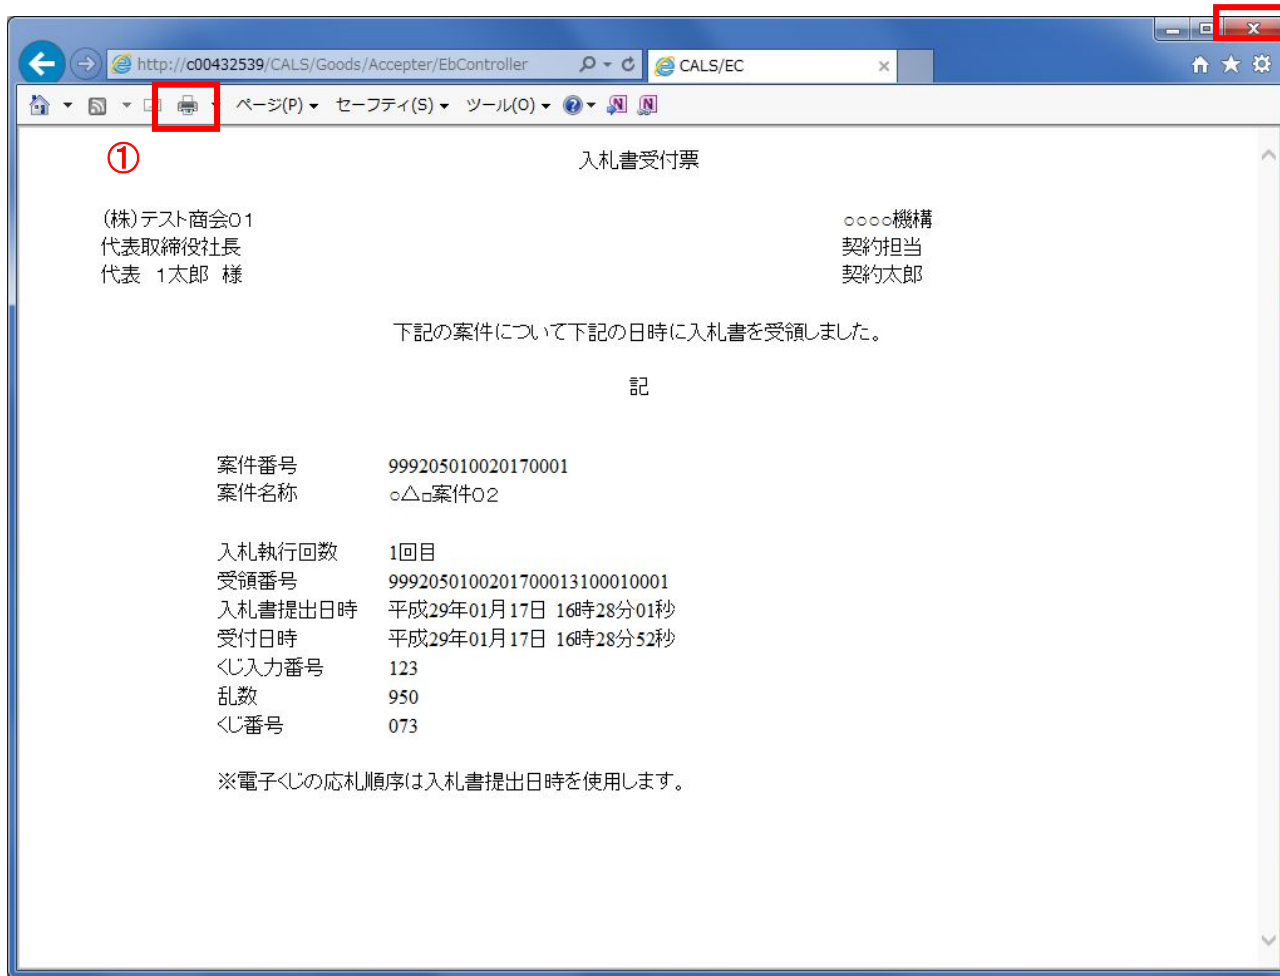 http://c00432539/CALS/Goods/Accepter/EbController
CALS/EC
ページ(P) セーフティ(S) ツール(O)
①
入札書受付票
(株)テスト商会01
○○○○機構
代表取締役社長
契約担当
代表 1太郎 様
契約太郎
下記の案件について下記の日時に入札書を受領しました。
記
案件番号 999205010020170001
案件名称 ○△□案件02
入札執行回数 1回目
受領番号 9992050100201700013100010001
入札書提出日時 平成29年01月17日 16時28分01秒
受付日時 平成29年01月17日 16時28分52秒
くじ入力番号 123
乱数 950
くじ番号 073
※電子くじの応札順序は入札書提出日時を使用します。